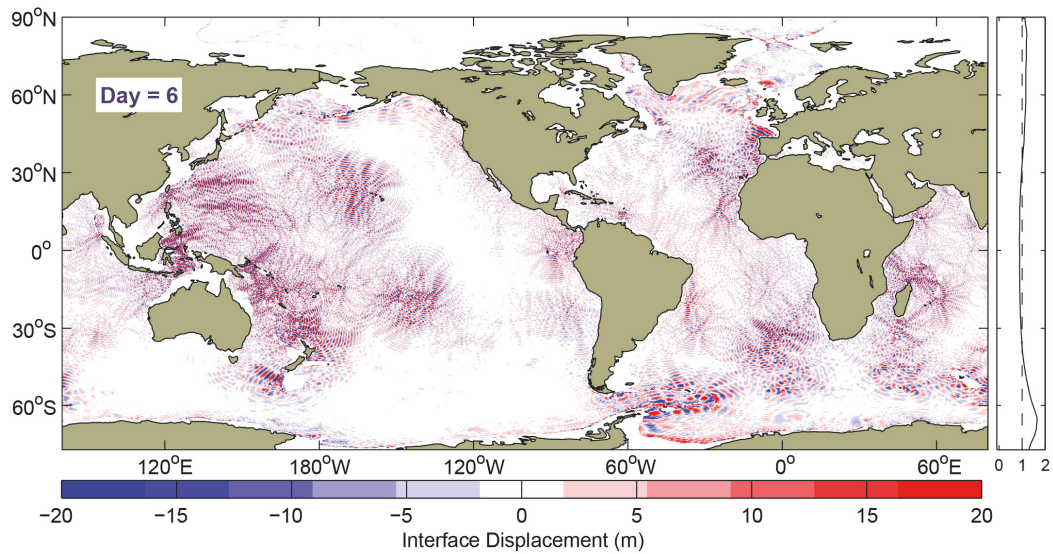 90°N
60°N
30°N
0°
30°S
60°S
Day = 6
120°E
180°W
120°W
60°W
0°
60°E
0 1 2
−20 −15 −10 −5 0 5 10 15 20
Interface Displacement (m)